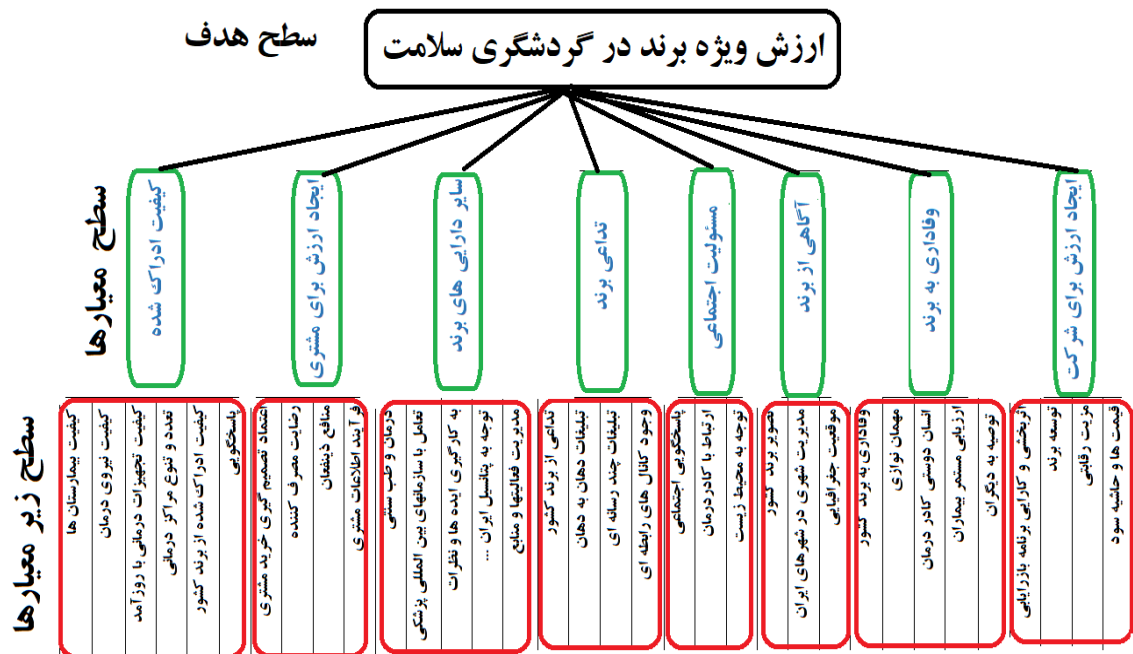 ارزش ویژه برند در گردشگری سلامت
سطح هدف
سطح معیارها
ایجاد ارزش برای شرکت
وفاداری به برند
آگاهی از برند
مسئولیت اجتماعی
تداعی برند
سایر دارایی های برند
ایجاد ارزش برای مشتری
کیفیت ادراک شده
سطح زیر معیارها
قیمت ها و حاشیه سود
مزیت رقابتی
توسعه برند
اثربخشی و کارایی برنامه بازاریابی
توصیه به دیگران
ارزیابی مستمر بیماران
انسان دوستی کادر درمان
مهمان نوازی
وفاداری به برند کشور
موقعیت جغرافیایی
مدیریت شهری در شهرهای ایران
تصویر برند کشور
توجه به محیط زیست
ارتباط با کادر درمان
پاسخگویی اجتماعی
وجود کانال های رابطه ای
تبلیغات چند رسانه ای
تبلیغات دهان به دهان
تداعی از برند کشور
مدیریت فعالیتها و منابع
توجه به پتانسیل ایران ...
به کارگیری ایده ها و نظرات
تعامل با سازمانهای بین المللی پزشکی
درمان و طب سنتی
فرآیند اطلاعات مشتری
منافع ذینفعان
رضایت مصرف کننده
اعتماد تصمیم گیری خرید مشتری
پاسخگویی
کیفیت ادراک شده از برند کشور
تعدد و تنوع مراکز درمانی
کیفیت تجهیزات درمانی با روزآمد
کیفیت نیروی درمان
کیفیت بیمارستان ها